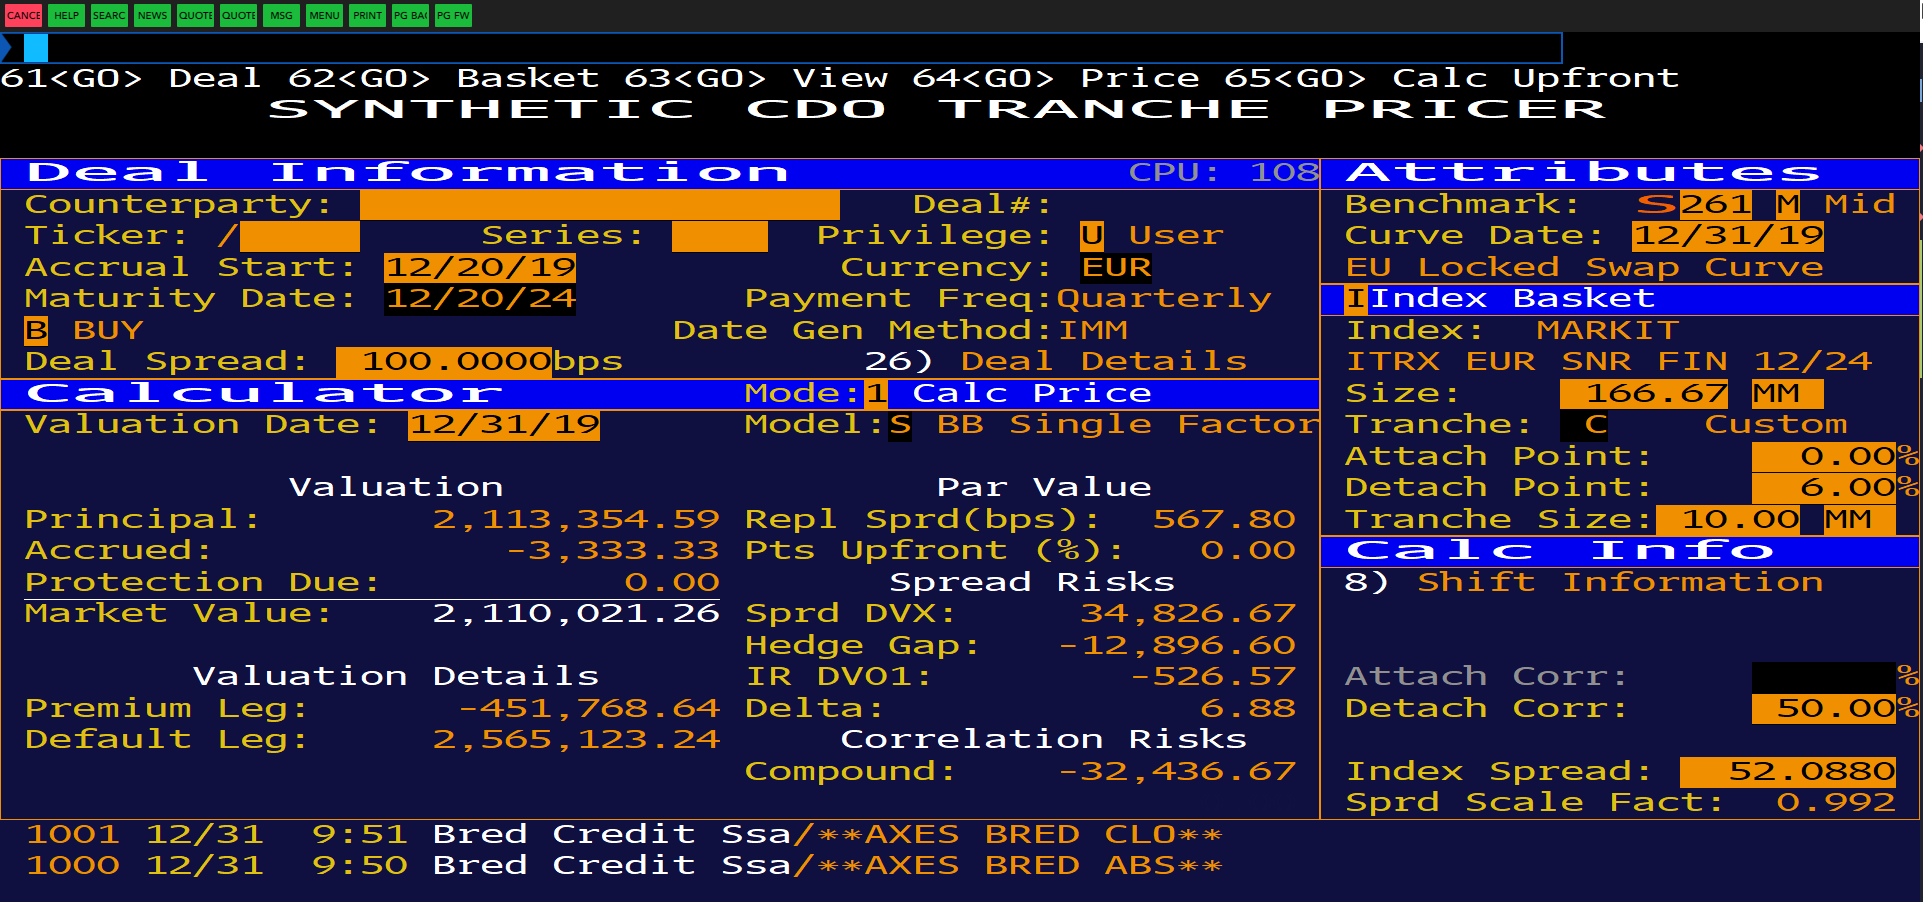 CANCE HELP SEARC NEWS QUOTE QUOTE MSG MENU PRINT PG BAC PG FW
61<GO> Deal 62<GO> Basket 63<GO> View 64<GO> Price 65<GO> Calc Upfront
SYNTHETIC CDO TRANCHE PRICER
Deal Information CPU: 108
Counterparty: Deal#:
Ticker: / Series: Privilege: U User
Accrual Start: 12/20/19 Currency: EUR
Maturity Date: 12/20/24 Payment Freq:Quarterly
B BUY Date Gen Method:IMM
Deal Spread: 100.0000bps 26) Deal Details
Calculator Mode:1 Calc Price
Valuation Date: 12/31/19 Model:S BB Single Factor
Valuation
Principal: 2,113,354.59
Accrued: -3,333.33
Protection Due: 0.00
Market Value: 2,110,021.26
Valuation Details
Premium Leg: -451,768.64
Default Leg: 2,565,123.24
Par Value
Repl Sprd(bps): 567.80
Pts Upfront (%): 0.00
Spread Risks
Sprd DVX: 34,826.67
Hedge Gap: -12,896.60
IR DV01: -526.57
Delta: 6.88
Correlation Risks
Compound: -32,436.67
Attributes
Benchmark: S261 M Mid
Curve Date: 12/31/19
EU Locked Swap Curve
I Index Basket
Index: MARKIT
ITRX EUR SNR FIN 12/24
Size: 166.67 MM
Tranche: C Custom
Attach Point: 0.00%
Detach Point: 6.00%
Tranche Size: 10.00 MM
Calc Info
8) Shift Information
Attach Corr: %
Detach Corr: 50.00%
Index Spread: 52.0880
Sprd Scale Fact: 0.992
1001 12/31 9:51 Bred Credit Ssa/**AXES BRED CLO**
1000 12/31 9:50 Bred Credit Ssa/**AXES BRED ABS**